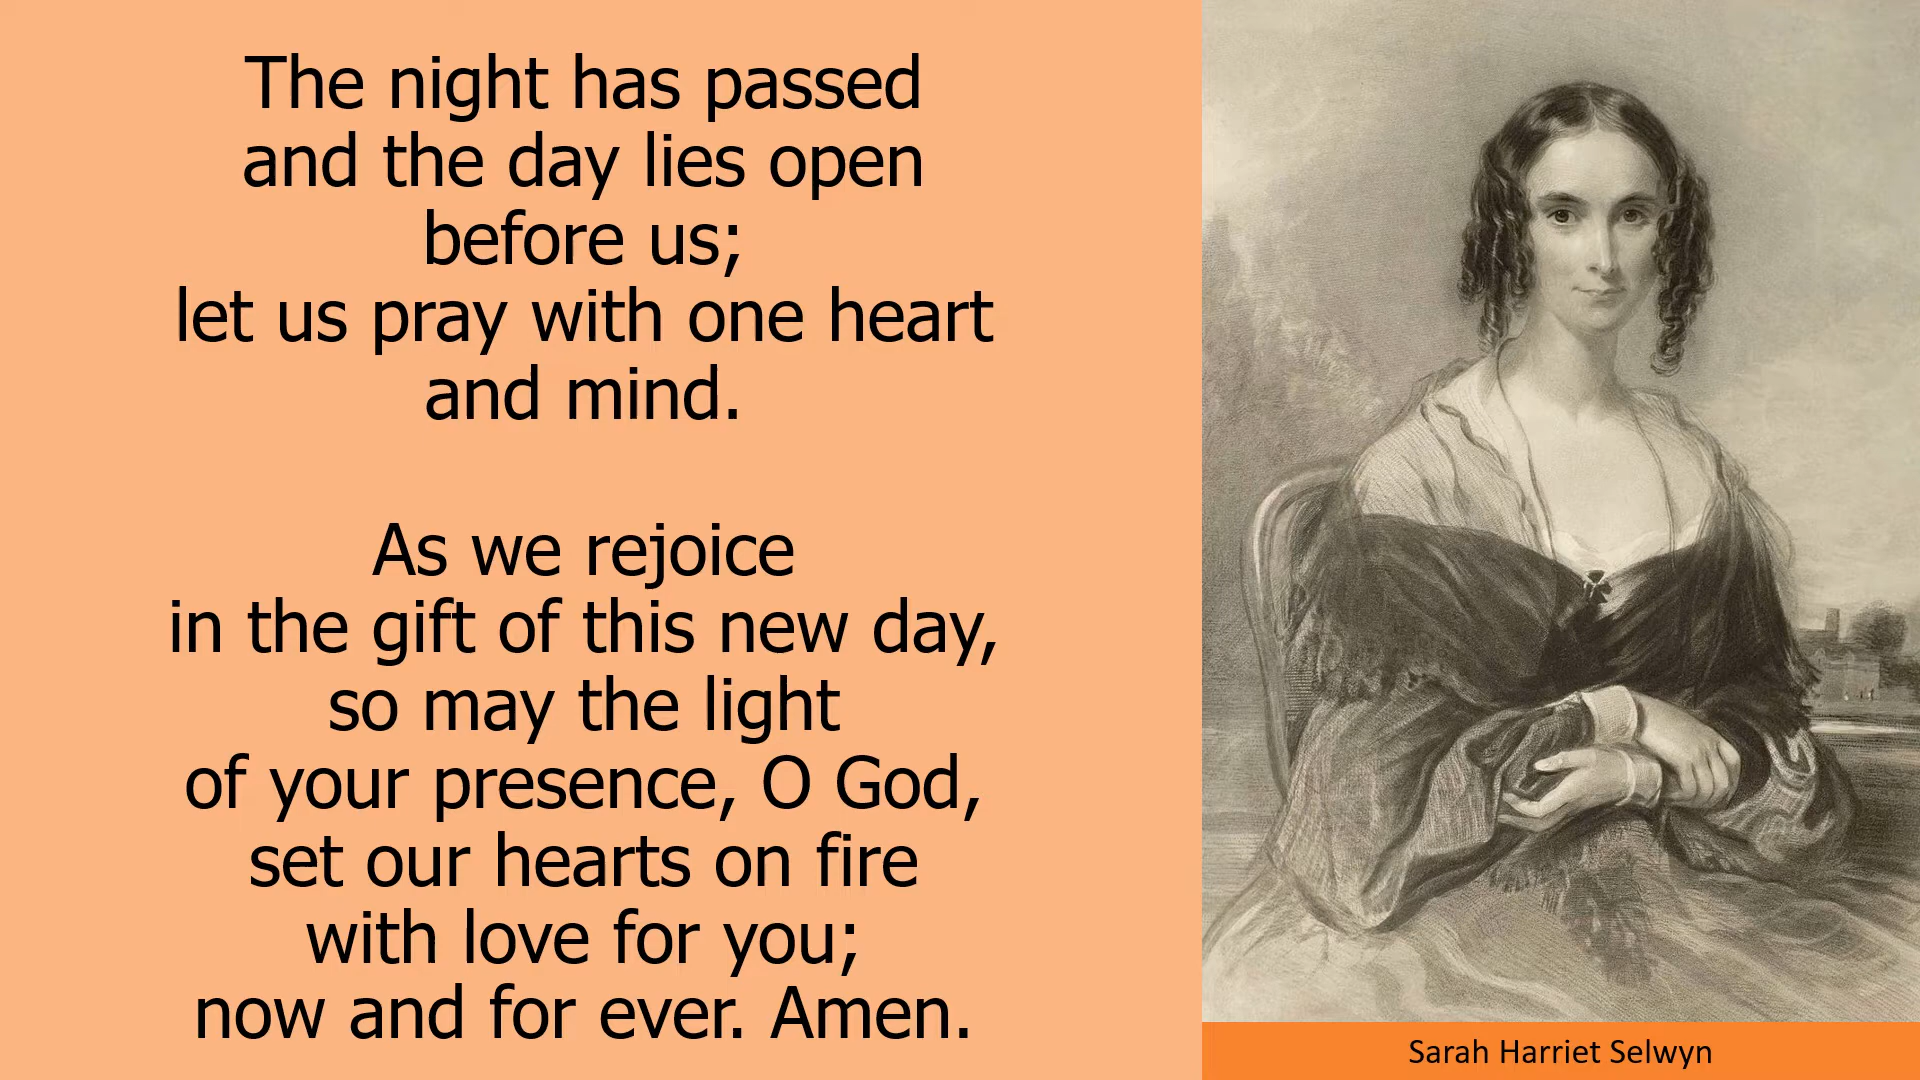 The night has passed
and the day lies open
before us;
let us pray with one heart
and mind.
As we rejoice
in the gift of this new day,
so may the light
of your presence, O God,
set our hearts on fire
with love for you;
now and for ever. Amen.
Sarah Harriet Selwyn